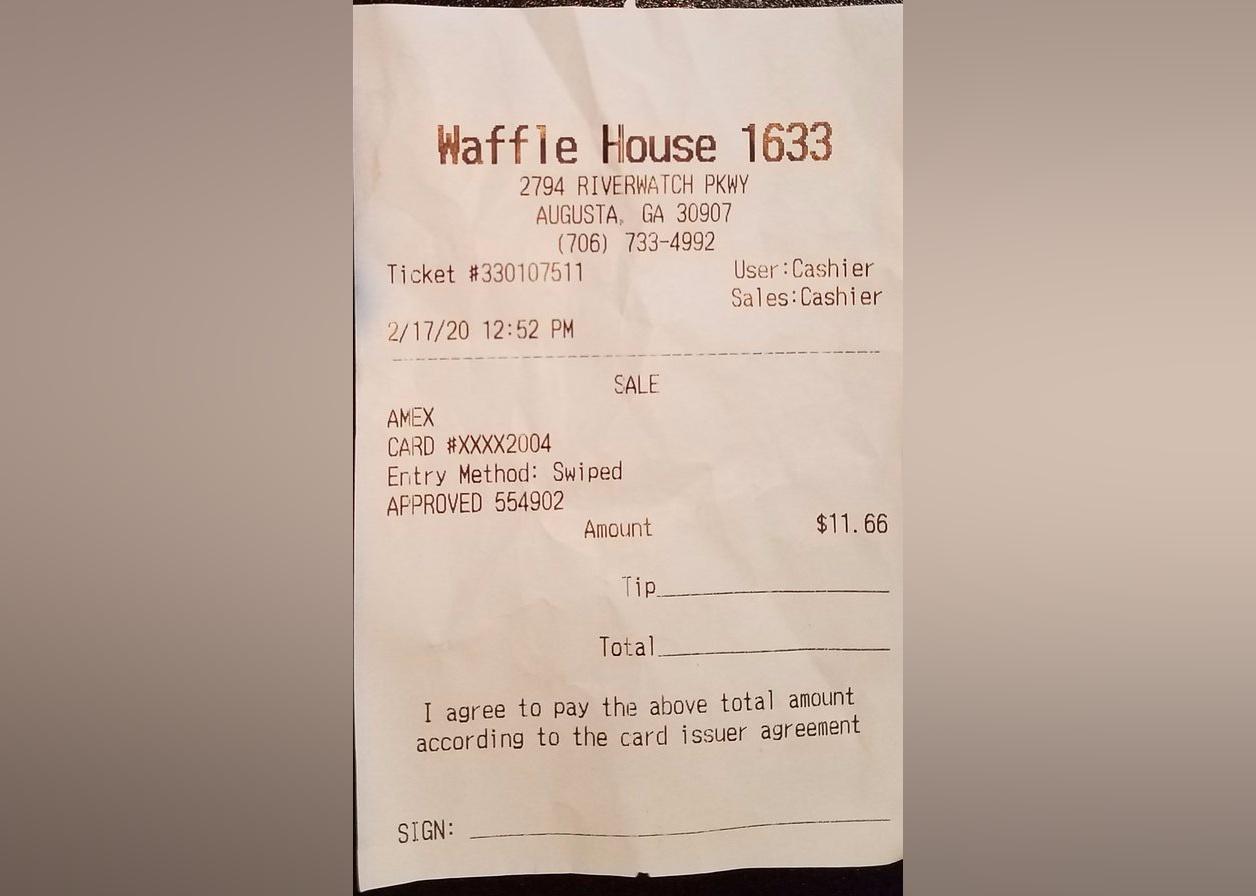 Waffle House 1633
2794 RIVERWATCH PKWY
AUGUSTA, GA 30907
(706) 733-4992
Ticket #330107511 User:Cashier
Sales:Cashier
2/17/20 12:52 PM
SALE
AMEX
CARD #XXXX2004
Entry Method: Swiped
APPROVED 554902
Amount $11.66
Tip
Total
I agree to pay the above total amount
according to the card issuer agreement
SIGN: